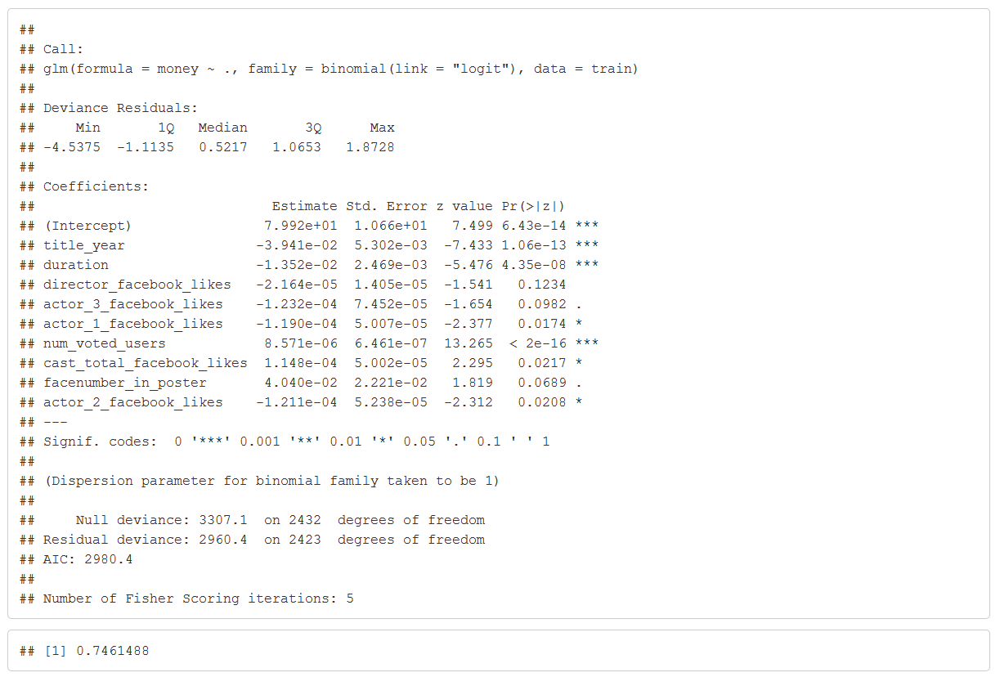 ##
## Call:
## glm(formula = money ~ ., family = binomial(link = "logit"), data = train)
##
## Deviance Residuals:
##     Min       1Q   Median       3Q      Max
## -4.5375  -1.1135   0.5217   1.0653   1.8728
##
## Coefficients:
##                             Estimate Std. Error z value Pr(>|z|)
## (Intercept)                7.992e+01  1.066e+01   7.499 6.43e-14 ***
## title_year                -3.941e-02  5.302e-03  -7.433 1.06e-13 ***
## duration                  -1.352e-02  2.469e-03  -5.476 4.35e-08 ***
## director_facebook_likes   -2.164e-05  1.405e-05  -1.541   0.1234
## actor_3_facebook_likes    -1.232e-04  7.452e-05  -1.654   0.0982 .
## actor_1_facebook_likes    -1.190e-04  5.007e-05  -2.377   0.0174 *
## num_voted_users            8.571e-06  6.461e-07  13.265  < 2e-16 ***
## cast_total_facebook_likes  1.148e-04  5.002e-05   2.295   0.0217 *
## facenumber_in_poster       4.040e-02  2.221e-02   1.819   0.0689 .
## actor_2_facebook_likes    -1.211e-04  5.238e-05  -2.312   0.0208 *
## ---
## Signif. codes:  0 '***' 0.001 '**' 0.01 '*' 0.05 '.' 0.1 ' ' 1
##
## (Dispersion parameter for binomial family taken to be 1)
##
##     Null deviance: 3307.1  on 2432  degrees of freedom
## Residual deviance: 2960.4  on 2423  degrees of freedom
## AIC: 2980.4
##
## Number of Fisher Scoring iterations: 5
## [1] 0.7461488